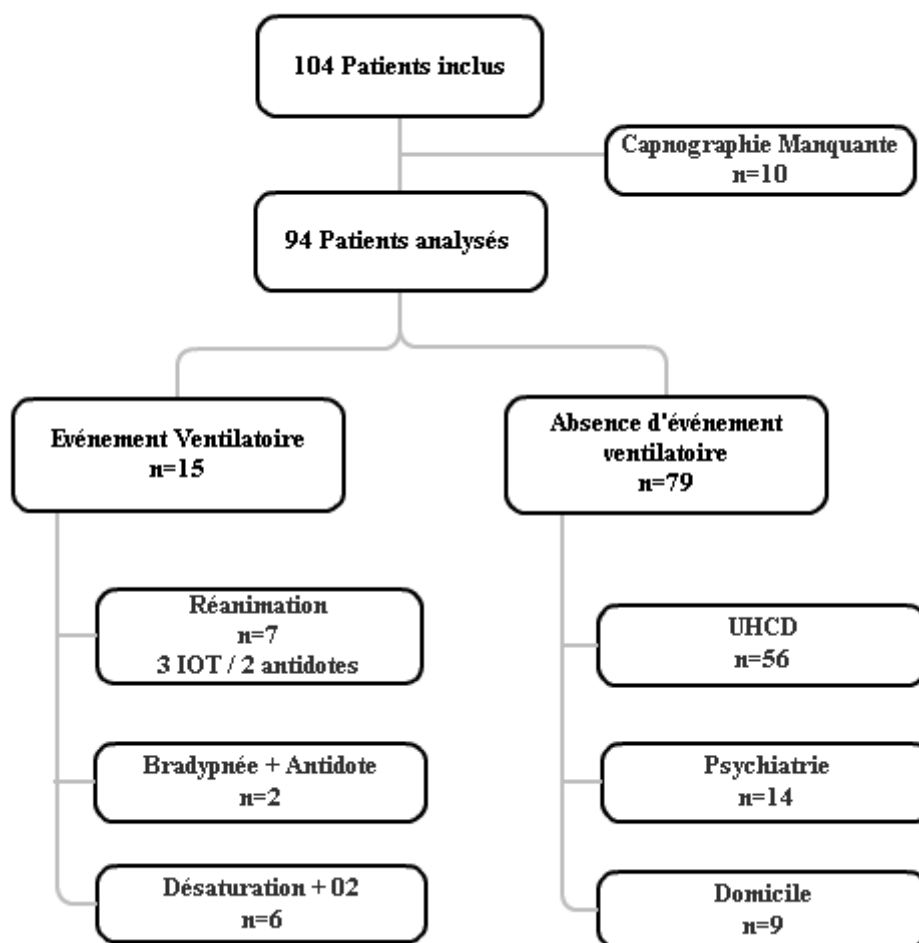 104 Patients inclus
Capnographie Manquante
n=10
94 Patients analysés
Evénement Ventilatoire
n=15
Absence d'événement
ventilatoire
n=79
Réanimation
n=7
3 IOT / 2 antidotes
Bradypnée + Antidote
n=2
Désaturation + 02
n=6
UHCD
n=56
Psychiatrie
n=14
Domicile
n=9